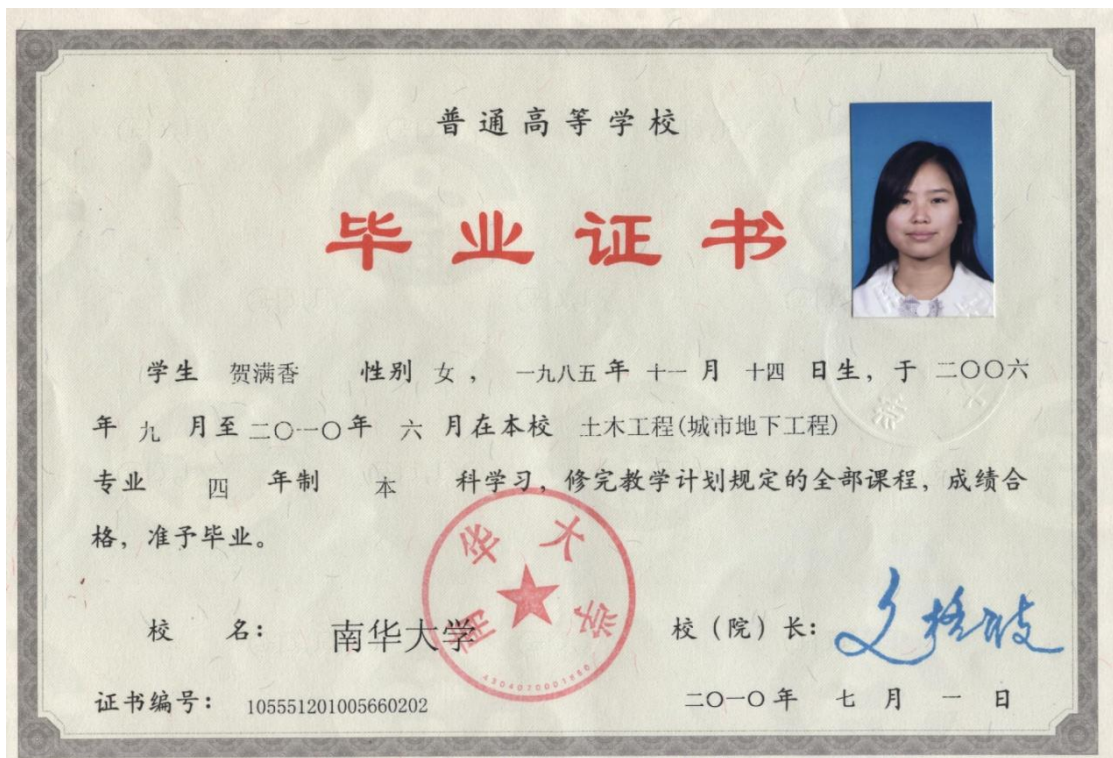 普通高等学校
毕业证书
学生 贺满香 性别 女 ， 一九八五年 十一 月 十四 日生，于 二〇〇六
年 九 月至 二〇一〇年 六 月在本校 土木工程(城市地下工程)
专业 四 年制 本 科学习，修完教学计划规定的全部课程，成绩合
格，准予毕业。
南华大学
校 名： 南华大学
校（院）长：
证书编号： 105551201005660202
二〇一〇年 七 月 一 日